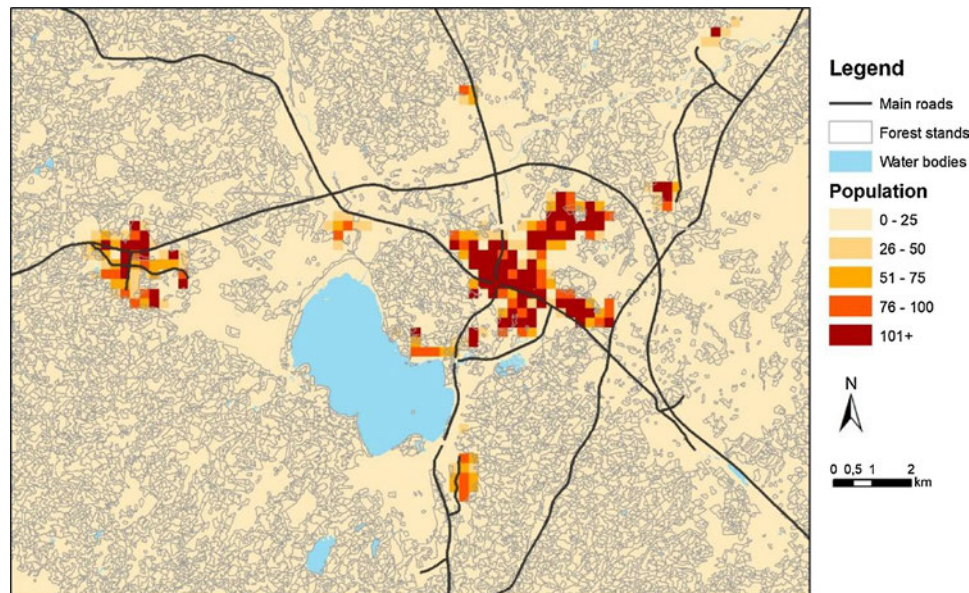 Legend
Main roads
Forest stands
Water bodies
Population
0 - 25
26 - 50
51 - 75
76 - 100
101+
N
0 0,5 1 2
km